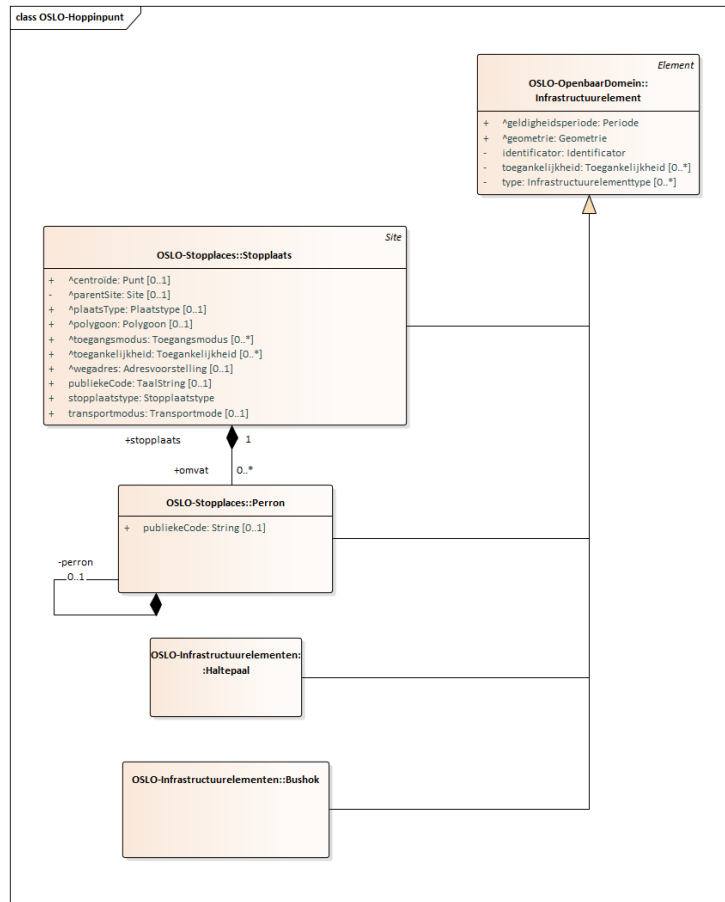 class OSLO-Hoppinpunt
Element
OSLO-OpenbaarDomein::
Infrastructuurelement
+ ^geldigheidsperiode: Periode
+ ^geometrie: Geometrie
- identificator: Identificator
- toegankelijkheid: Toegankelijkheid [0..*]
- type: Infrastructuurelementtype [0..*]
Site
OSLO-Stopplaces::Stopplaats
+ ^centroïde: Punt [0..1]
- ^parentSite: Site [0..1]
+ ^plaatsType: Plaatstype [0..1]
+ ^polygoon: Polygoon [0..1]
+ ^toegangsmodus: Toegangsmodus [0..*]
+ ^toegankelijkheid: Toegankelijkheid [0..*]
+ ^wegadres: Adresvoorstelling [0..1]
+ publiekeCode: TaalString [0..1]
+ stopplaatstype: Stopplaatstype
+ transportmodus: Transportmode [0..1]
+stopplaats 1
+omvat 0..*
OSLO-Stopplaces::Perron
+ publiekeCode: String [0..1]
-perron
0..1
OSLO-Infrastructuurelementen:
:Haltepaal
OSLO-Infrastructuurelementen::Bushok